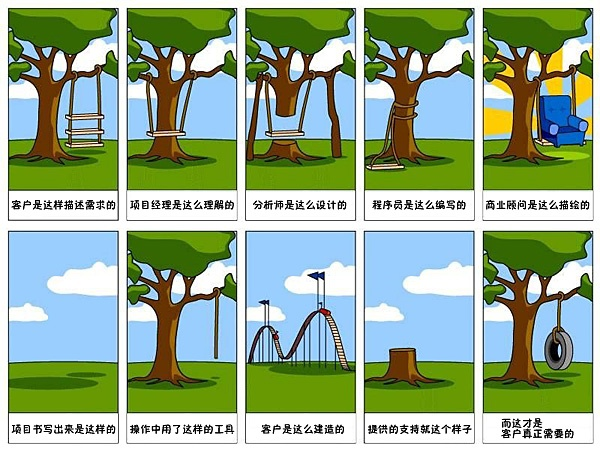 客户是这样描述需求的
项目经理是这么理解的
分析师是这么设计的
程序员是这么编写的
商业顾问是这么描绘的
项目书写出来是这样的
操作中用了这样的工具
客户是这么建造的
提供的支持就这个样子
而这才是
客户真正需要的